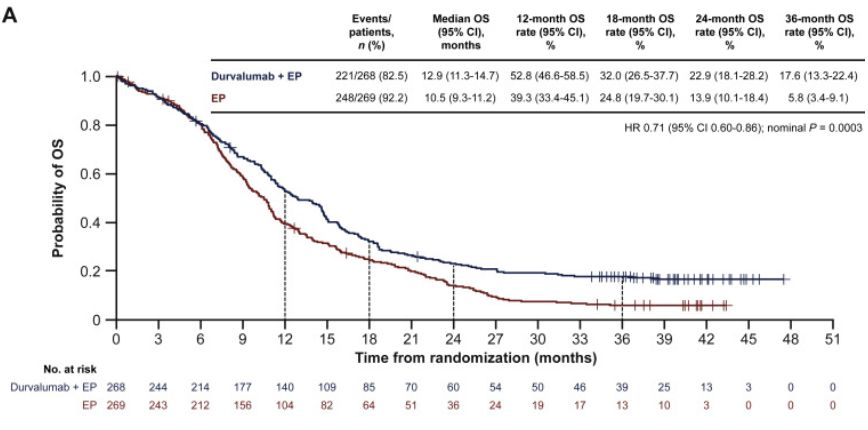 A
Events/ patients, n (%) Median OS (95% CI), months 12-month OS rate (95% CI), % 18-month OS rate (95% CI), % 24-month OS rate (95% CI), % 36-month OS rate (95% CI), %
Durvalumab + EP 221/268 (82.5) 12.9 (11.3-14.7) 52.8 (46.6-58.5) 32.0 (26.5-37.7) 22.9 (18.1-28.2) 17.6 (13.3-22.4)
EP 248/269 (92.2) 10.5 (9.3-11.2) 39.3 (33.4-45.1) 24.8 (19.7-30.1) 13.9 (10.1-18.4) 5.8 (3.4-9.1)
HR 0.71 (95% CI 0.60-0.86); nominal P = 0.0003
Probability of OS
1.0
0.8
0.6
0.4
0.2
0
0 3 6 9 12 15 18 21 24 27 30 33 36 39 42 45 48 51
Time from randomization (months)
No. at risk
Durvalumab + EP 268 244 214 177 140 109 85 70 60 54 50 46 39 25 13 3 0 0
EP 269 243 212 156 104 82 64 51 36 24 19 17 13 10 3 0 0 0